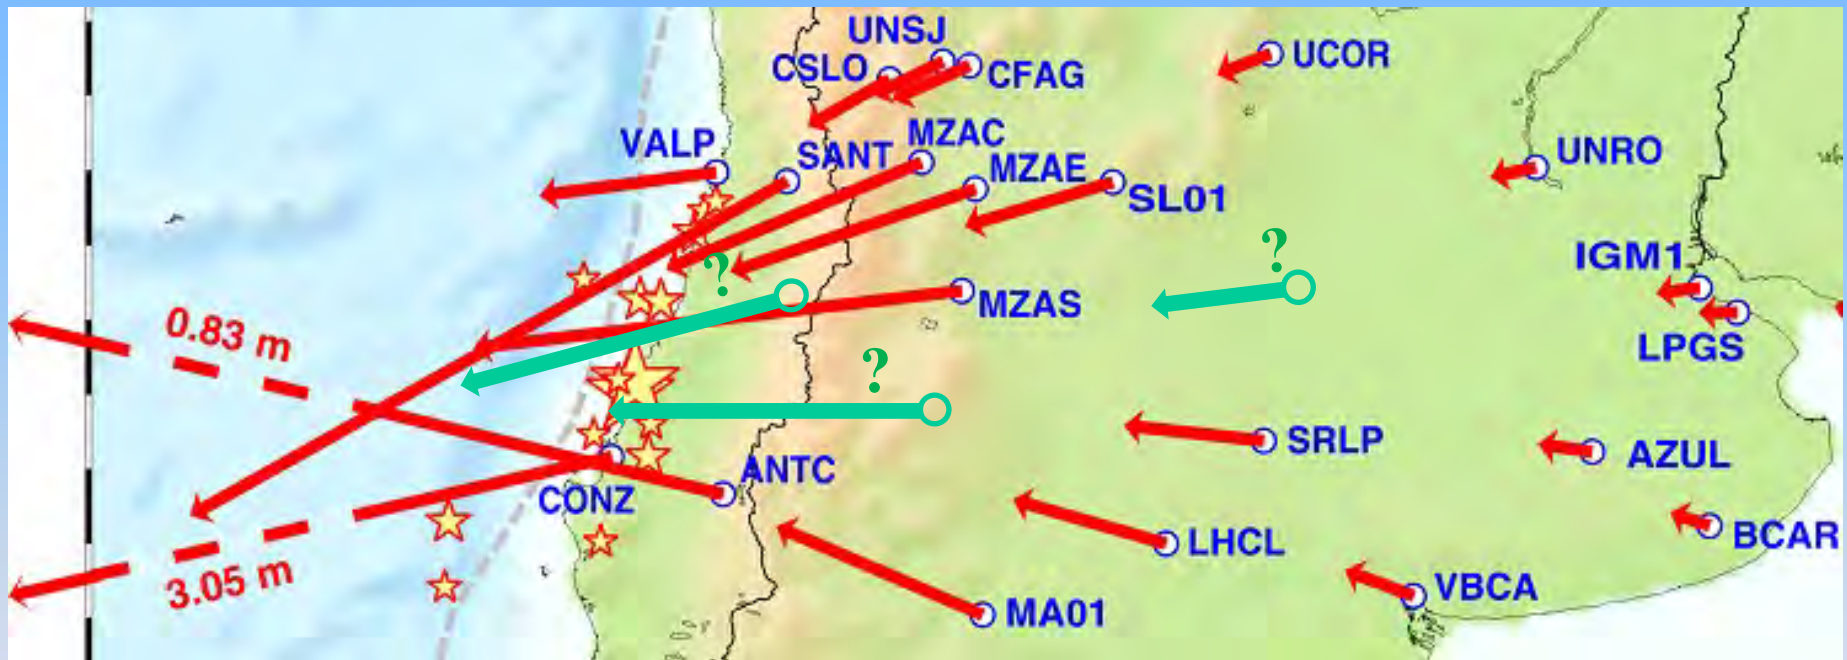 UNSJ
UCOR
CSLO
CFAG
VALP
MZAC
SANT
MZAE
UNRO
SL01
?
IGM1
?
MZAS
0.83 m
LPGS
?
SRLP
AZUL
ANTC
CONZ
BCAR
LHCL
3.05 m
VBCA
MA01